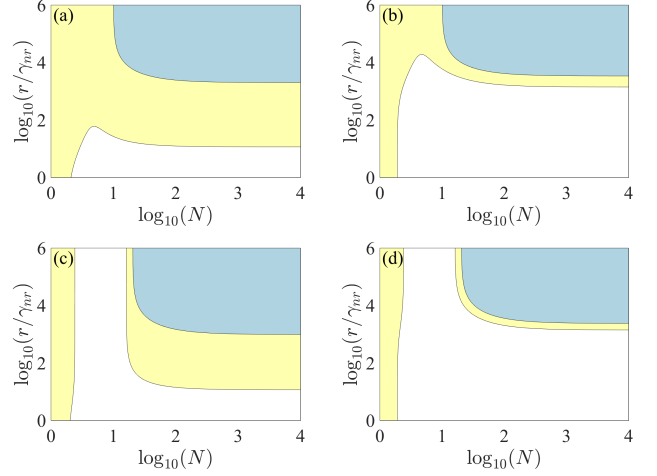 (a)
6
4
2
0
log₁₀(r/γₙᵣ)
0 1 2 3 4
log₁₀(N)
(b)
6
4
2
0
log₁₀(r/γₙᵣ)
0 1 2 3 4
log₁₀(N)
(c)
6
4
2
0
log₁₀(r/γₙᵣ)
0 1 2 3 4
log₁₀(N)
(d)
6
4
2
0
log₁₀(r/γₙᵣ)
0 1 2 3 4
log₁₀(N)